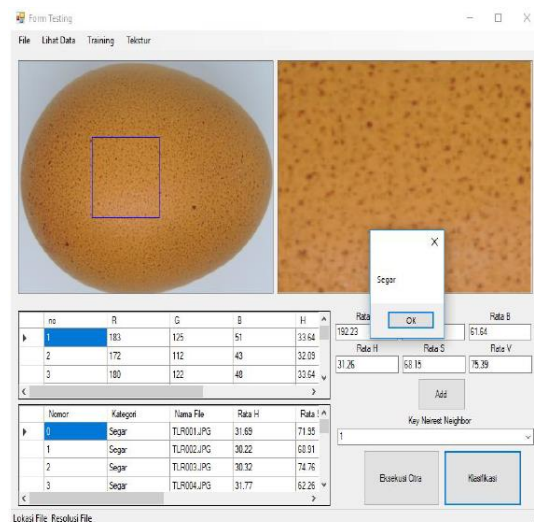 Form Testing
File Lihat Data Training Tekstur
Segar
OK
no R G B H
1 183 125 51 33.64
2 172 112 43 32.09
3 180 122 48 33.64
Nomor Kategori Nama File Rata H Rata
0 Segar TLR001.JPG 31.69 71.95
1 Segar TLR002.JPG 30.22 68.91
2 Segar TLR003.JPG 30.32 74.76
3 Segar TLR004.JPG 31.77 62.26
Rata Rata B
192.23 61.64
Rata H Rata S Rata V
31.26 68.15 75.39
Add
Key Neirest Neighbor
1
Eksekusi Citra Klasifikasi
Lokasi File Resolusi File